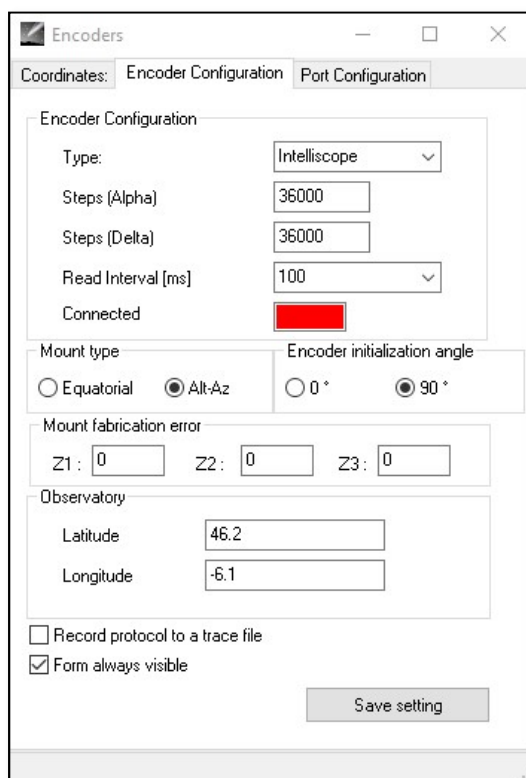 Encoders
Coordinates: Encoder Configuration Port Configuration
Encoder Configuration
Type: Intelliscope
Steps (Alpha) 36000
Steps (Delta) 36000
Read Interval [ms] 100
Connected
Mount type Encoder initialization angle
Equatorial Alt-Az 0 ° 90 °
Mount fabrication error
Z1 : 0 Z2 : 0 Z3 : 0
Observatory
Latitude 46.2
Longitude -6.1
Record protocol to a trace file
Form always visible
Save setting